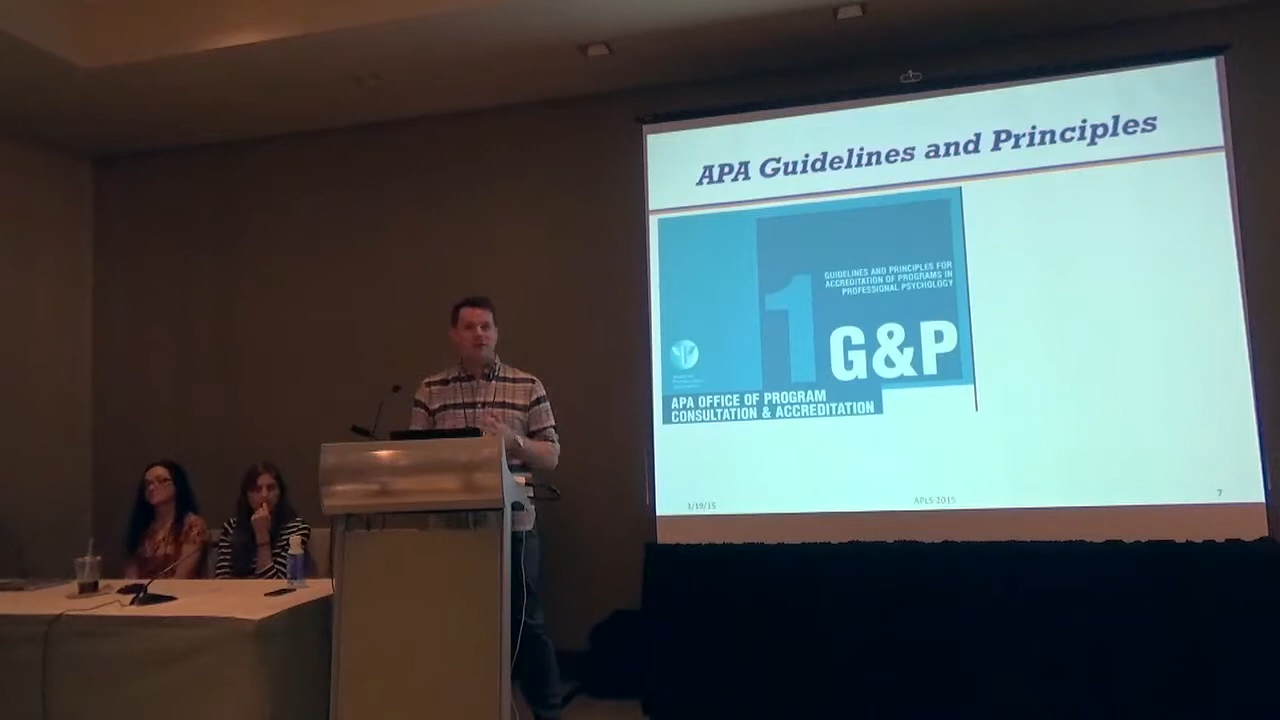 APA Guidelines and Principles
1
GUIDELINES AND PRINCIPLES FOR
ACCREDITATION OF PROGRAMS IN
PROFESSIONAL PSYCHOLOGY
G&P
APA OFFICE OF PROGRAM
CONSULTATION & ACCREDITATION
3/19/15
APLS 2015
7